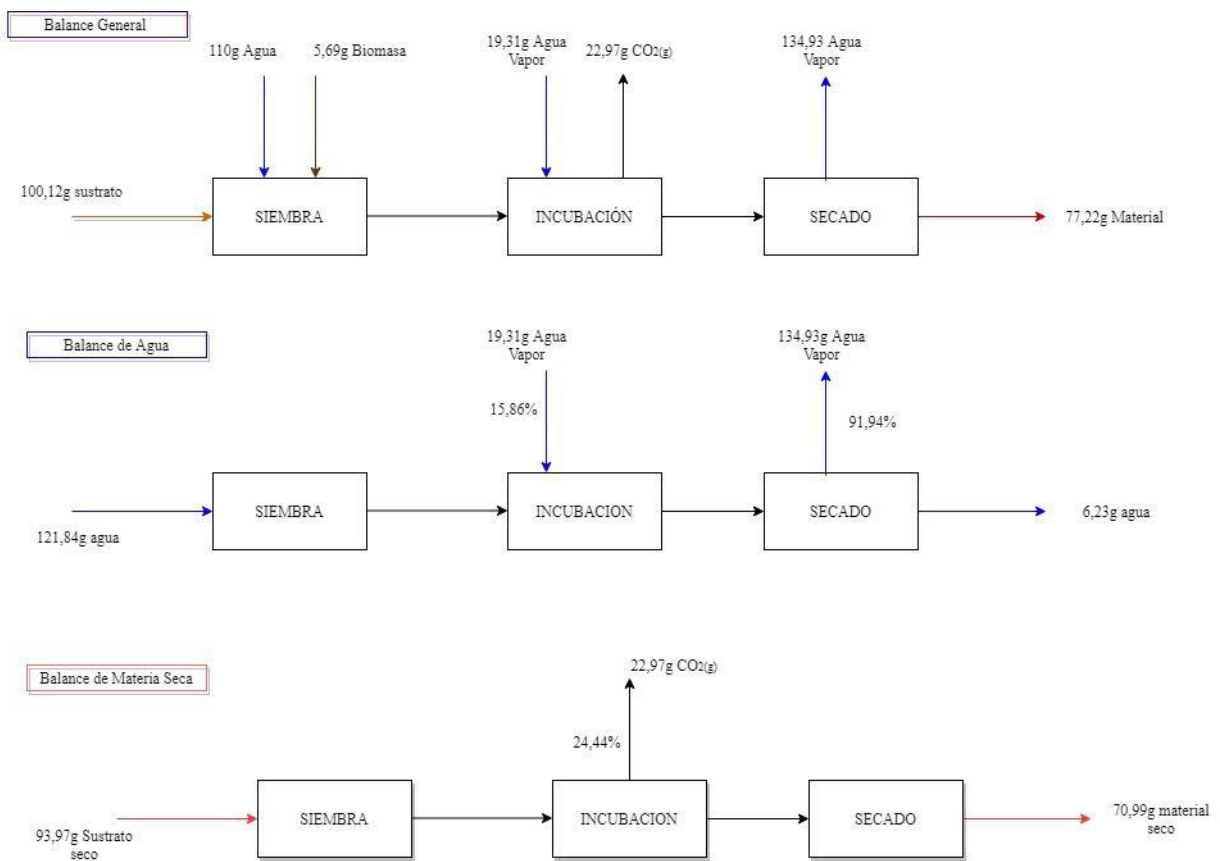 Balance General
110g Agua
5,69g Biomasa
19,31g Agua
Vapor
22,97g CO2(g)
134,93 Agua
Vapor
100,12g sustrato
SIEMBRA
INCUBACIÓN
SECADO
77,22g Material
Balance de Agua
19,31g Agua
Vapor
134,93g Agua
Vapor
15,86%
91,94%
121,84g agua
SIEMBRA
INCUBACION
SECADO
6,23g agua
Balance de Materia Seca
22,97g CO2(g)
24,44%
93,97g Sustrato
seco
SIEMBRA
INCUBACION
SECADO
70,99g material
seco